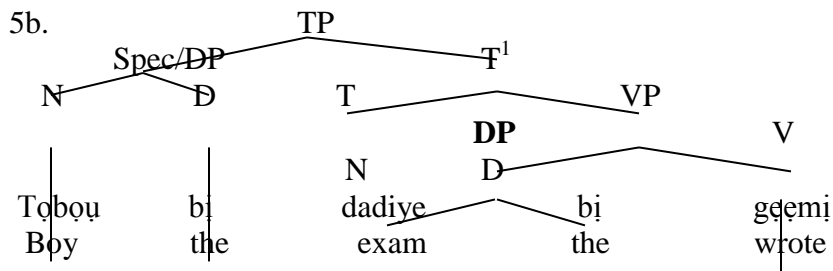 5b. TP
Spec/DP T¹
N D T VP
DP V
N D
Tọbọụ bị dadiye bị gẹẹmị
Boy the exam the wrote